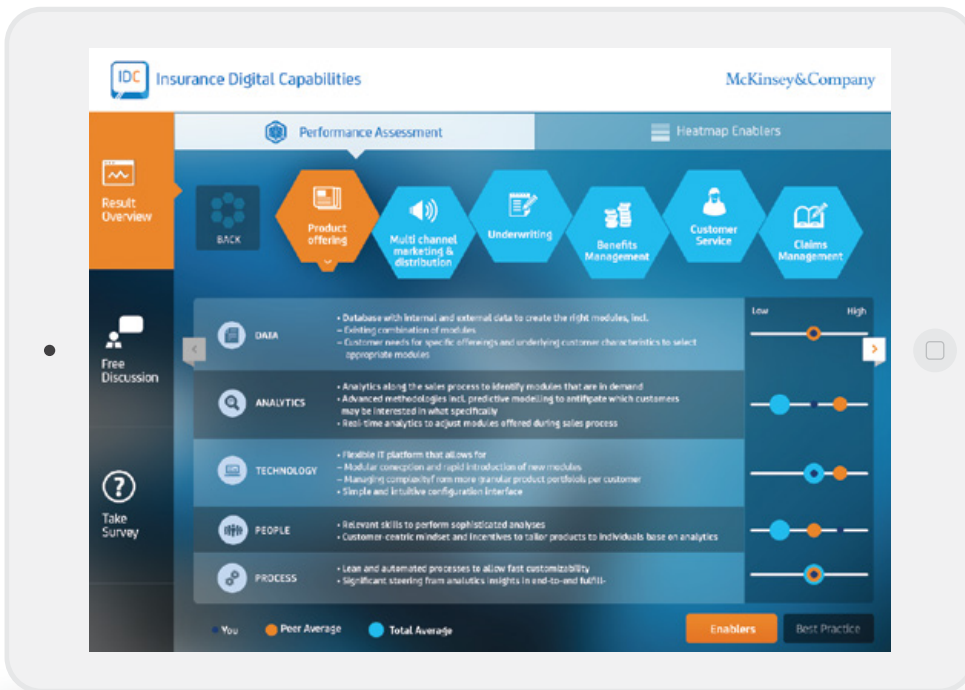 IDC Insurance Digital Capabilities
McKinsey&Company
Performance Assessment
Heatmap Enablers
Result
Overview
BACK
Product
offering
Multi channel
marketing &
distribution
Underwriting
Benefits
Management
Customer
Service
Claims
Management
Free
Discussion
Take
Survey
Low
High
DATA
• Database with internal and external data to create the right modules, incl.
– Existing combination of modules
– Customer needs for specific offereings and underlying customer characteristics to select
appropriate modules
ANALYTICS
• Analytics along the sales process to identify modules that are in demand
• Advanced methodologies incl. predictive modelling to antifipate which customers
may be interested in what specifically
• Real-time analytics to adjust modules offered during sales process
TECHNOLOGY
• Flexible IT platform that allows for
– Modular conecption and rapid introduction of new modules
– Managing complexityf rom more granular product portfolois per customer
• Simple and intuitive configuration interface
PEOPLE
• Relevant skills to perform sophisticated analyses
• Customer-centric mindset and incentives to tailor products to individuals base on analytics
PROCESS
• Lean and automated processes to allow fast customizability
• Significant steering from analutics insights in end-to-end fulfill-
You
Peer Average
Total Average
Enablers
Best Practice